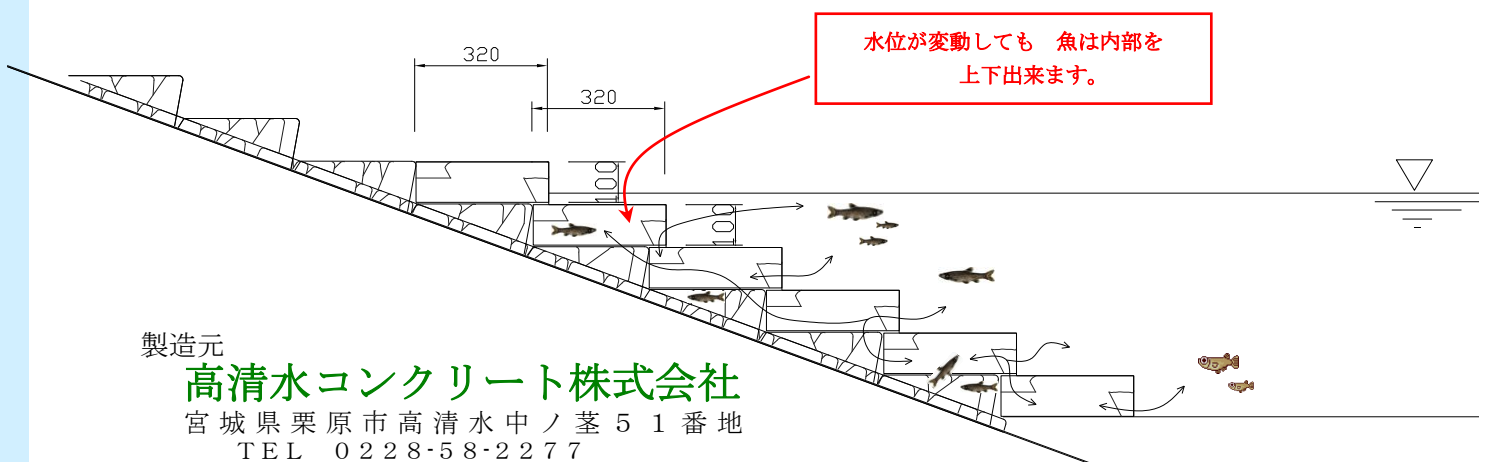 水位が変動しても　魚は内部を
上下出来ます。
320
320
100
100
製造元
高清水コンクリート株式会社
宮城県栗原市高清水中ノ茎５１番地
TEL　0228-58-2277